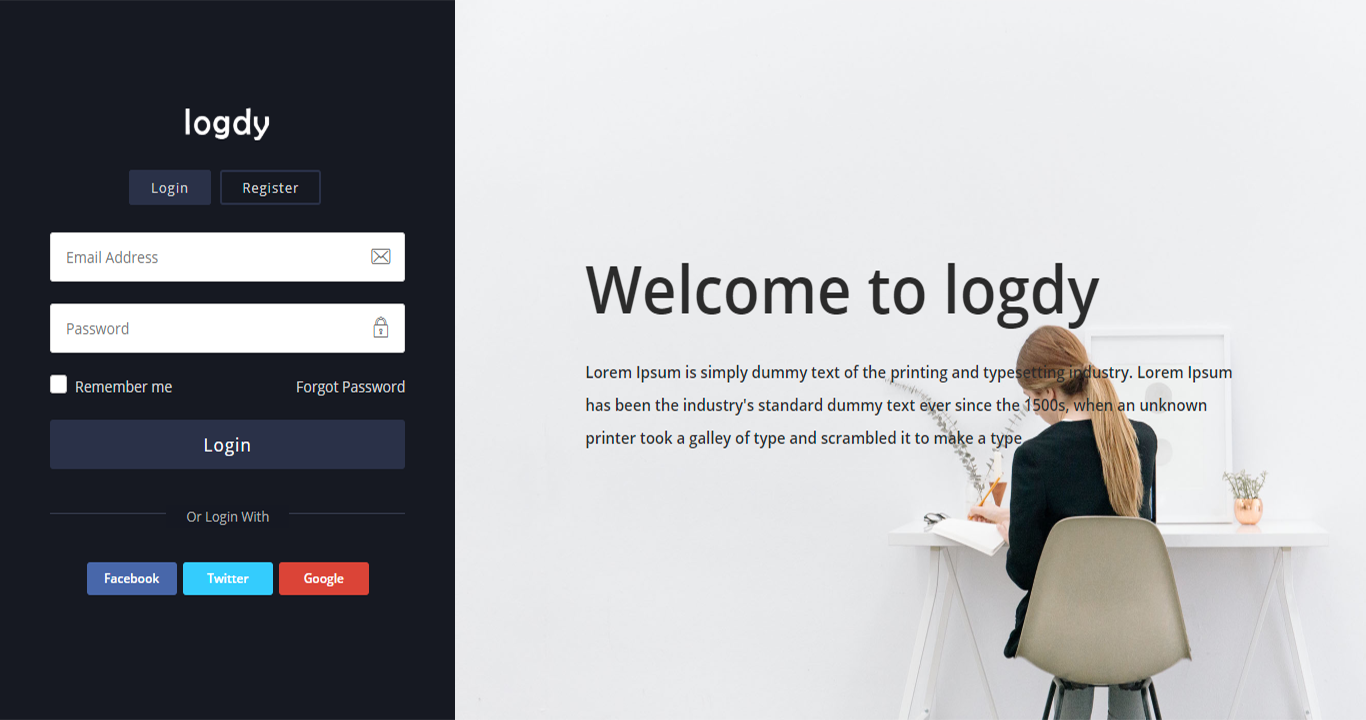 logdy
Login
Register
Email Address
Password
Remember me
Forgot Password
Login
Or Login With
Facebook
Twitter
Google
Welcome to logdy
Lorem Ipsum is simply dummy text of the printing and typesetting industry. Lorem Ipsum
has been the industry's standard dummy text ever since the 1500s, when an unknown
printer took a galley of type and scrambled it to make a type